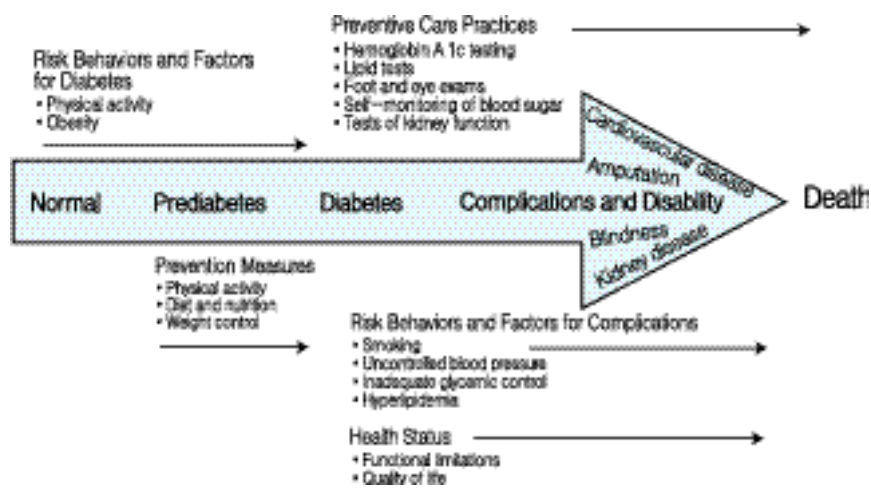 Preventive Care Practices
• Hemoglobin A 1c testing
• Lipid tests
• Foot and eye exams
• Self-monitoring of blood sugar
• Tests of kidney function
Risk Behaviors and Factors
for Diabetes
• Physical activity
• Obesity
Normal
Prediabetes
Diabetes
Complications and Disability
Cardiovascular disease
Amputation
Blindness
Kidney disease
Death
Prevention Measures
• Physical activity
• Diet and nutrition
• Weight control
Risk Behaviors and Factors for Complications
• Smoking
• Uncontrolled blood pressure
• Inadequate glycemic control
• Hyperlipidemia
Health Status
• Functional limitations
• Quality of life